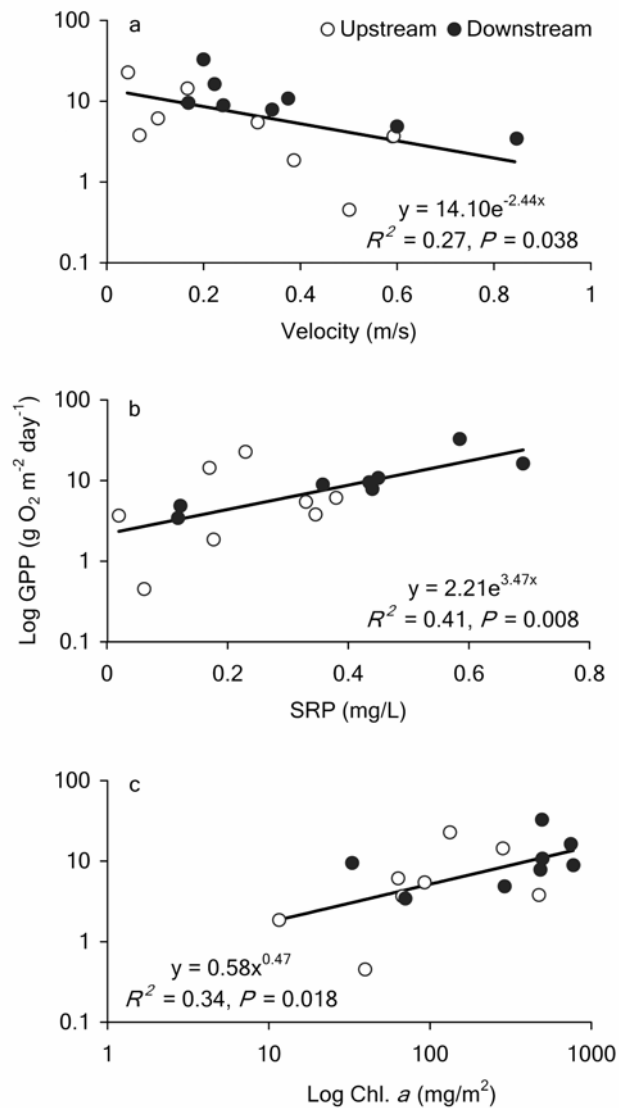 a
Upstream
Downstream
100
10
1
0.1
y = 14.10e^-2.44x
R² = 0.27, P = 0.038
0 0.2 0.4 0.6 0.8 1
Velocity (m/s)
Log GPP (g O₂ m⁻² day⁻¹)
b
100
10
1
0.1
y = 2.21e^3.47x
R² = 0.41, P = 0.008
0 0.2 0.4 0.6 0.8
SRP (mg/L)
c
100
10
1
0.1
y = 0.58x^0.47
R² = 0.34, P = 0.018
1 10 100 1000
Log Chl. a (mg/m²)